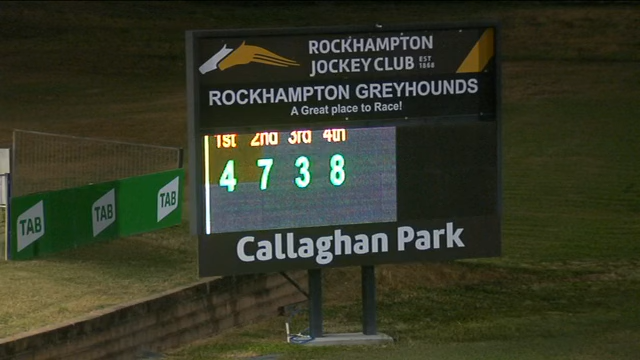 ROCKHAMPTON
JOCKEY CLUB EST 1868
ROCKHAMPTON GREYHOUNDS
A Great place to Race!
1st 2nd 3rd 4th
4 7 3 8
Callaghan Park
TAB
TAB
TAB